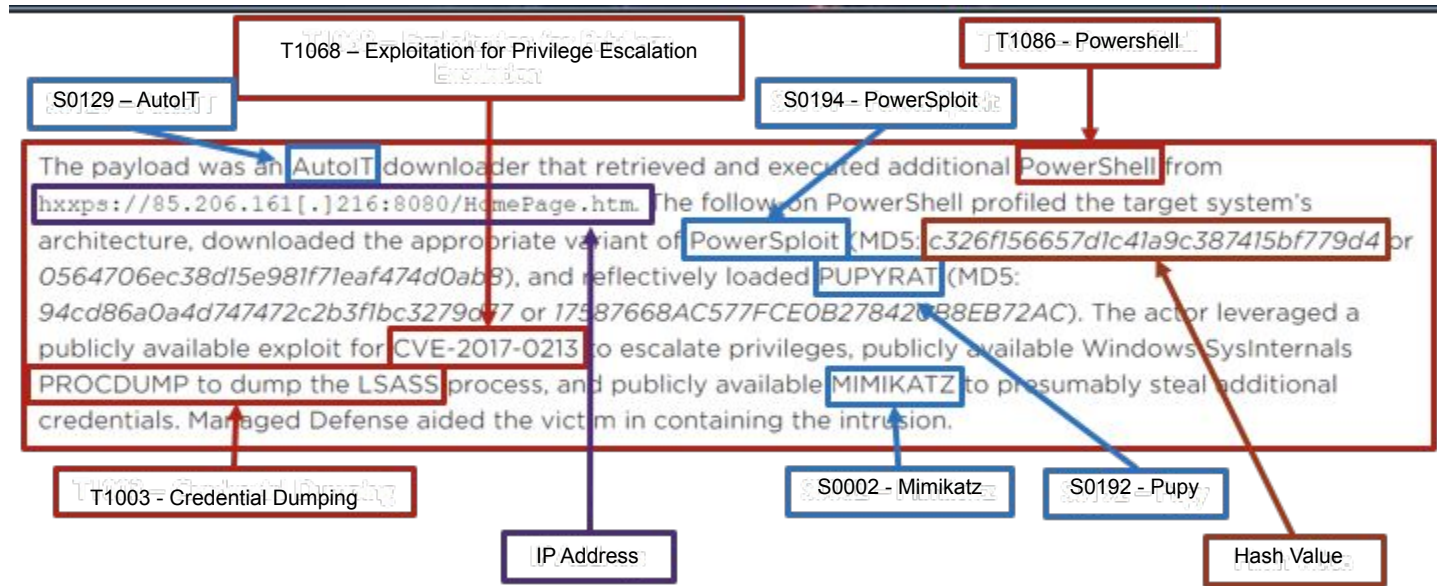 T1068 – Exploitation for Privilege Escalation
T1086 - Powershell
S0129 – AutoIT
S0194 - PowerSploit
The payload was an AutoIT downloader that retrieved and executed additional PowerShell from
hxxps://85.206.161[.]216:8080/HomePage.htm. The follow-on PowerShell profiled the target system's
architecture, downloaded the appropriate variant of PowerSploit (MD5: c326f156657d1c41a9c387415bf779d4 or
0564706ec38d15e981f71eaf474d0ab8), and reflectively loaded PUPYRAT (MD5:
94cd86a0a4d747472c2b3f1bc3279d77 or 17587668AC577FCE0B278420B8EB72AC). The actor leveraged a
publicly available exploit for CVE-2017-0213 to escalate privileges, publicly available Windows SysInternals
PROCDUMP to dump the LSASS process, and publicly available MIMIKATZ to presumably steal additional
credentials. Managed Defense aided the victim in containing the intrusion.
T1003 - Credential Dumping
S0002 - Mimikatz
S0192 - Pupy
IP Address
Hash Value